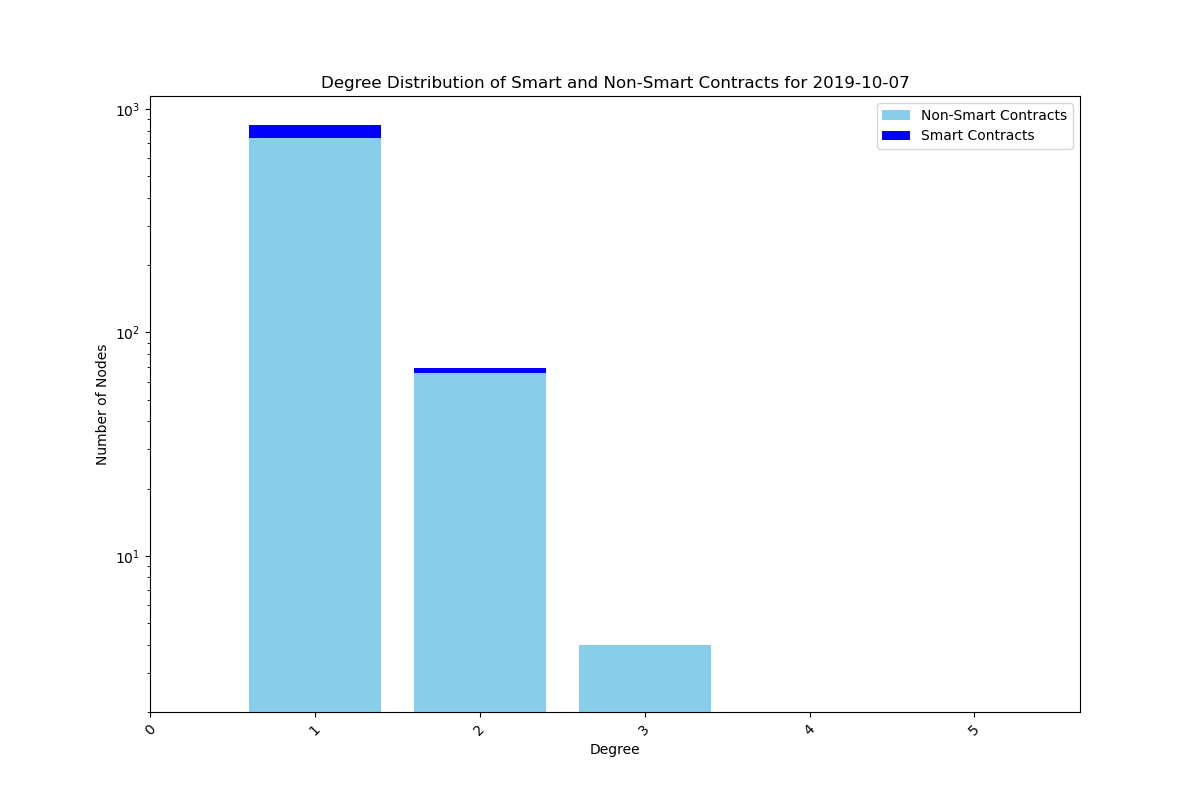 Degree Distribution of Smart and Non-Smart Contracts for 2019-10-07
Non-Smart Contracts
Smart Contracts
Number of Nodes
10³
10²
10¹
0 1 2 3 4 5
Degree